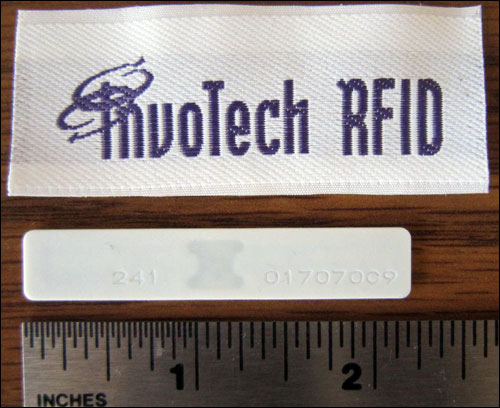 InvoTech RFID
241 01707009
1 2
INCHES